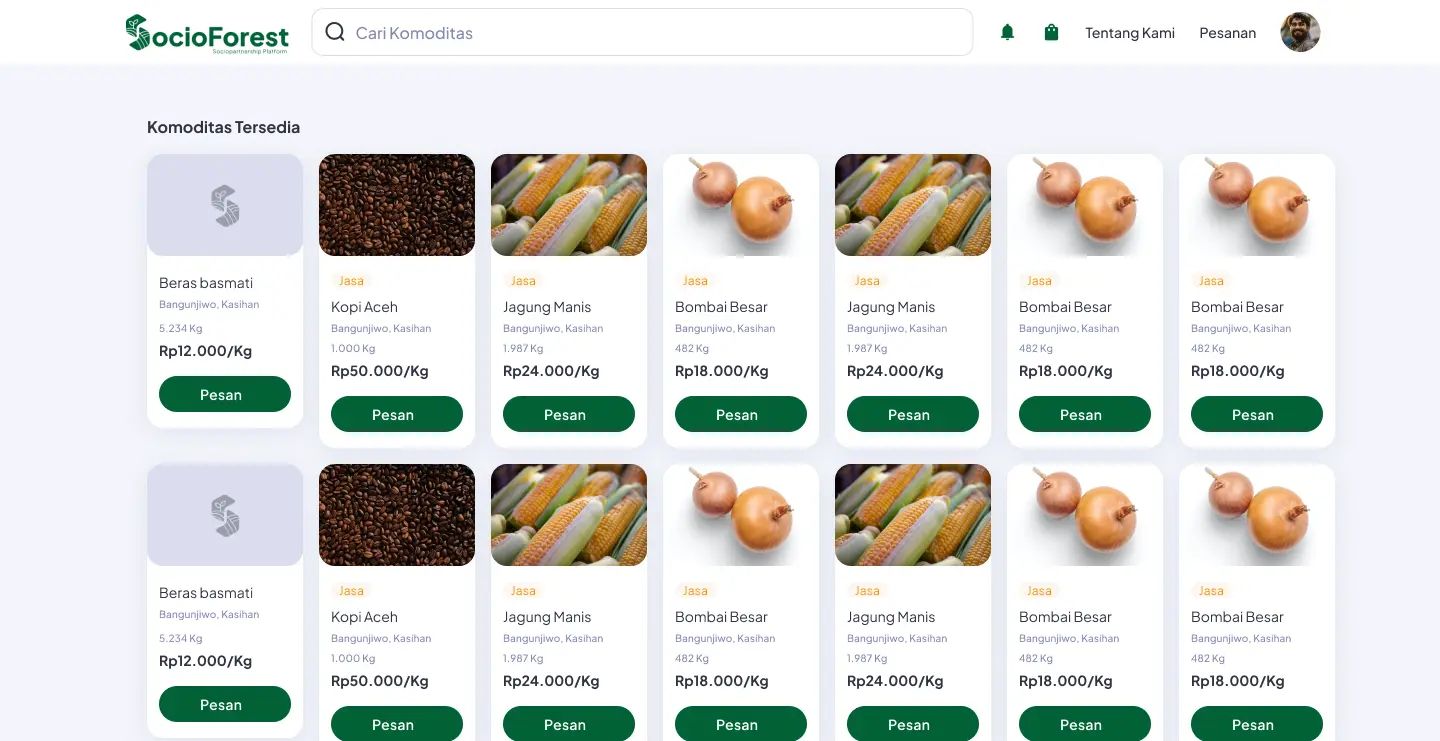 SocioForest
Sociopartnership Platform
Cari Komoditas
Tentang Kami
Pesanan
Komoditas Tersedia
Beras basmati
Bangunjiwo, Kasihan
5.234 Kg
Rp12.000/Kg
Pesan
Jasa
Kopi Aceh
Bangunjiwo, Kasihan
1.000 Kg
Rp50.000/Kg
Pesan
Jasa
Jagung Manis
Bangunjiwo, Kasihan
1.987 Kg
Rp24.000/Kg
Pesan
Jasa
Bombai Besar
Bangunjiwo, Kasihan
482 Kg
Rp18.000/Kg
Pesan
Jasa
Jagung Manis
Bangunjiwo, Kasihan
1.987 Kg
Rp24.000/Kg
Pesan
Jasa
Bombai Besar
Bangunjiwo, Kasihan
482 Kg
Rp18.000/Kg
Pesan
Jasa
Bombai Besar
Bangunjiwo, Kasihan
482 Kg
Rp18.000/Kg
Pesan
Beras basmati
Bangunjiwo, Kasihan
5.234 Kg
Rp12.000/Kg
Pesan
Jasa
Kopi Aceh
Bangunjiwo, Kasihan
1.000 Kg
Rp50.000/Kg
Pesan
Jasa
Jagung Manis
Bangunjiwo, Kasihan
1.987 Kg
Rp24.000/Kg
Pesan
Jasa
Bombai Besar
Bangunjiwo, Kasihan
482 Kg
Rp18.000/Kg
Pesan
Jasa
Jagung Manis
Bangunjiwo, Kasihan
1.987 Kg
Rp24.000/Kg
Pesan
Jasa
Bombai Besar
Bangunjiwo, Kasihan
482 Kg
Rp18.000/Kg
Pesan
Jasa
Bombai Besar
Bangunjiwo, Kasihan
482 Kg
Rp18.000/Kg
Pesan